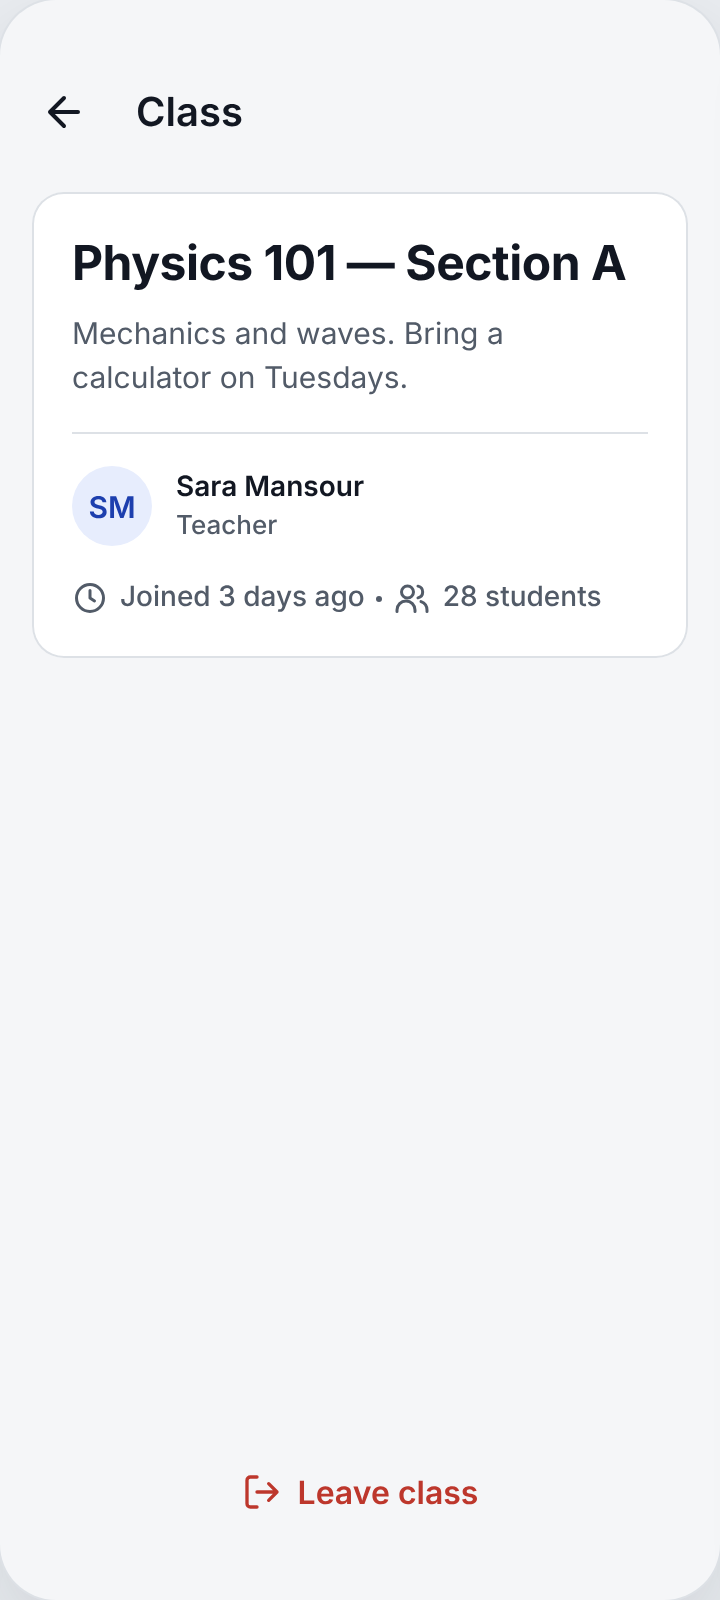 Class
Physics 101 — Section A
Mechanics and waves. Bring a
calculator on Tuesdays.
SM
Sara Mansour
Teacher
Joined 3 days ago • 28 students
Leave class